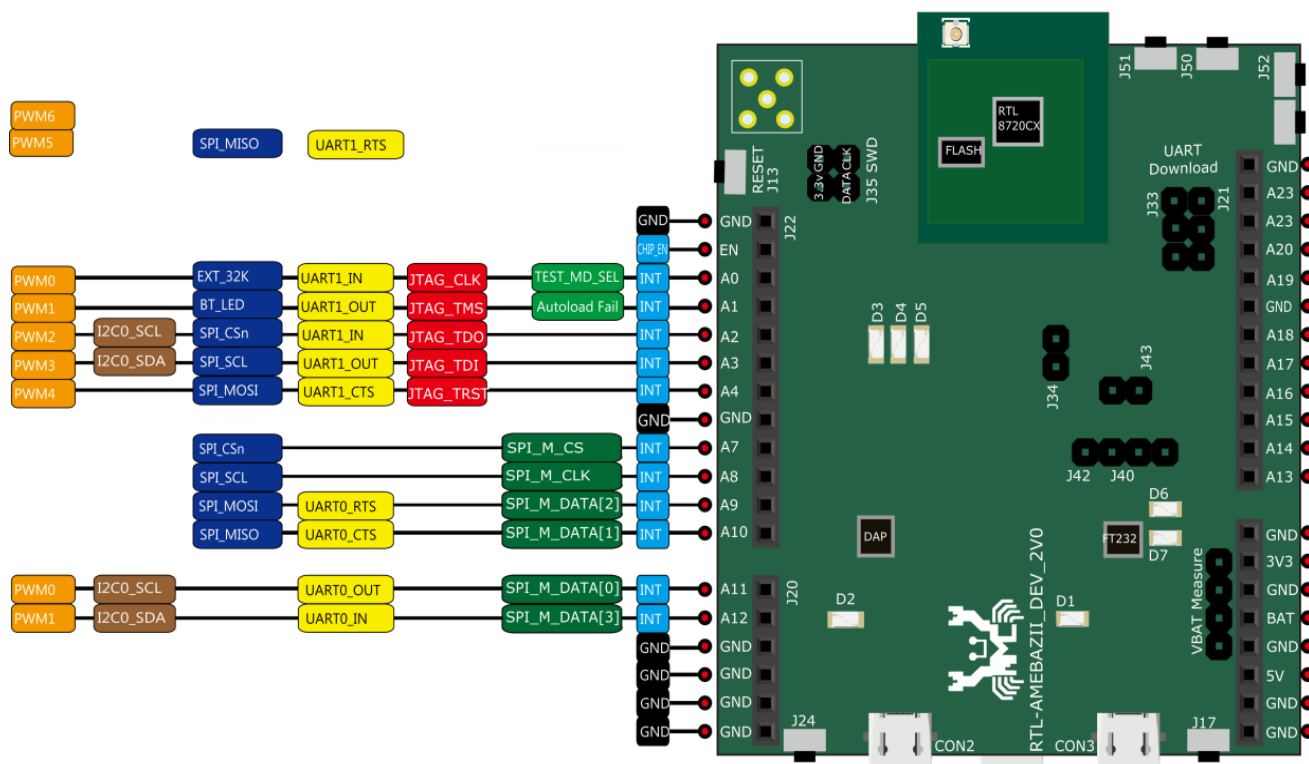 PWM6
PWM5 SPI_MISO UART1_RTS
GND GND
CHIP_EN EN
PWM0 EXT_32K UART1_IN JTAG_CLK TEST_MD_SEL INT A0
PWM1 BT_LED UART1_OUT JTAG_TMS Autoload Fail INT A1
PWM2 I2C0_SCL SPI_CSn UART1_IN JTAG_TDO INT A2
PWM3 I2C0_SDA SPI_SCL UART1_OUT JTAG_TDI INT A3
PWM4 SPI_MOSI UART1_CTS JTAG_TRST INT A4
GND GND
SPI_CSn SPI_M_CS INT A7
SPI_SCL SPI_M_CLK INT A8
SPI_MOSI UART0_RTS SPI_M_DATA[2] INT A9
SPI_MISO UART0_CTS SPI_M_DATA[1] INT A10
PWM0 I2C0_SCL UART0_OUT SPI_M_DATA[0] INT A11
PWM1 I2C0_SDA UART0_IN SPI_M_DATA[3] INT A12
GND GND
GND GND
GND GND
GND GND
RESET
J13
3.3v GND
DATA CLK
J35 SWD
J22
J20
RTL
8720CX
FLASH
J51
J50
J52
UART
Download
J33
J21
D3
D4
D5
J34
J43
J42
J40
D6
D7
DAP
FT232
D2
D1
VBAT Measure
RTL-AMEBAZII_DEV_2V0
J24
CON2
CON3
J17
GND
A23
A23
A20
A19
GND
A18
A17
A16
A15
A14
A13
GND
3V3
GND
BAT
GND
5V
GND
GND